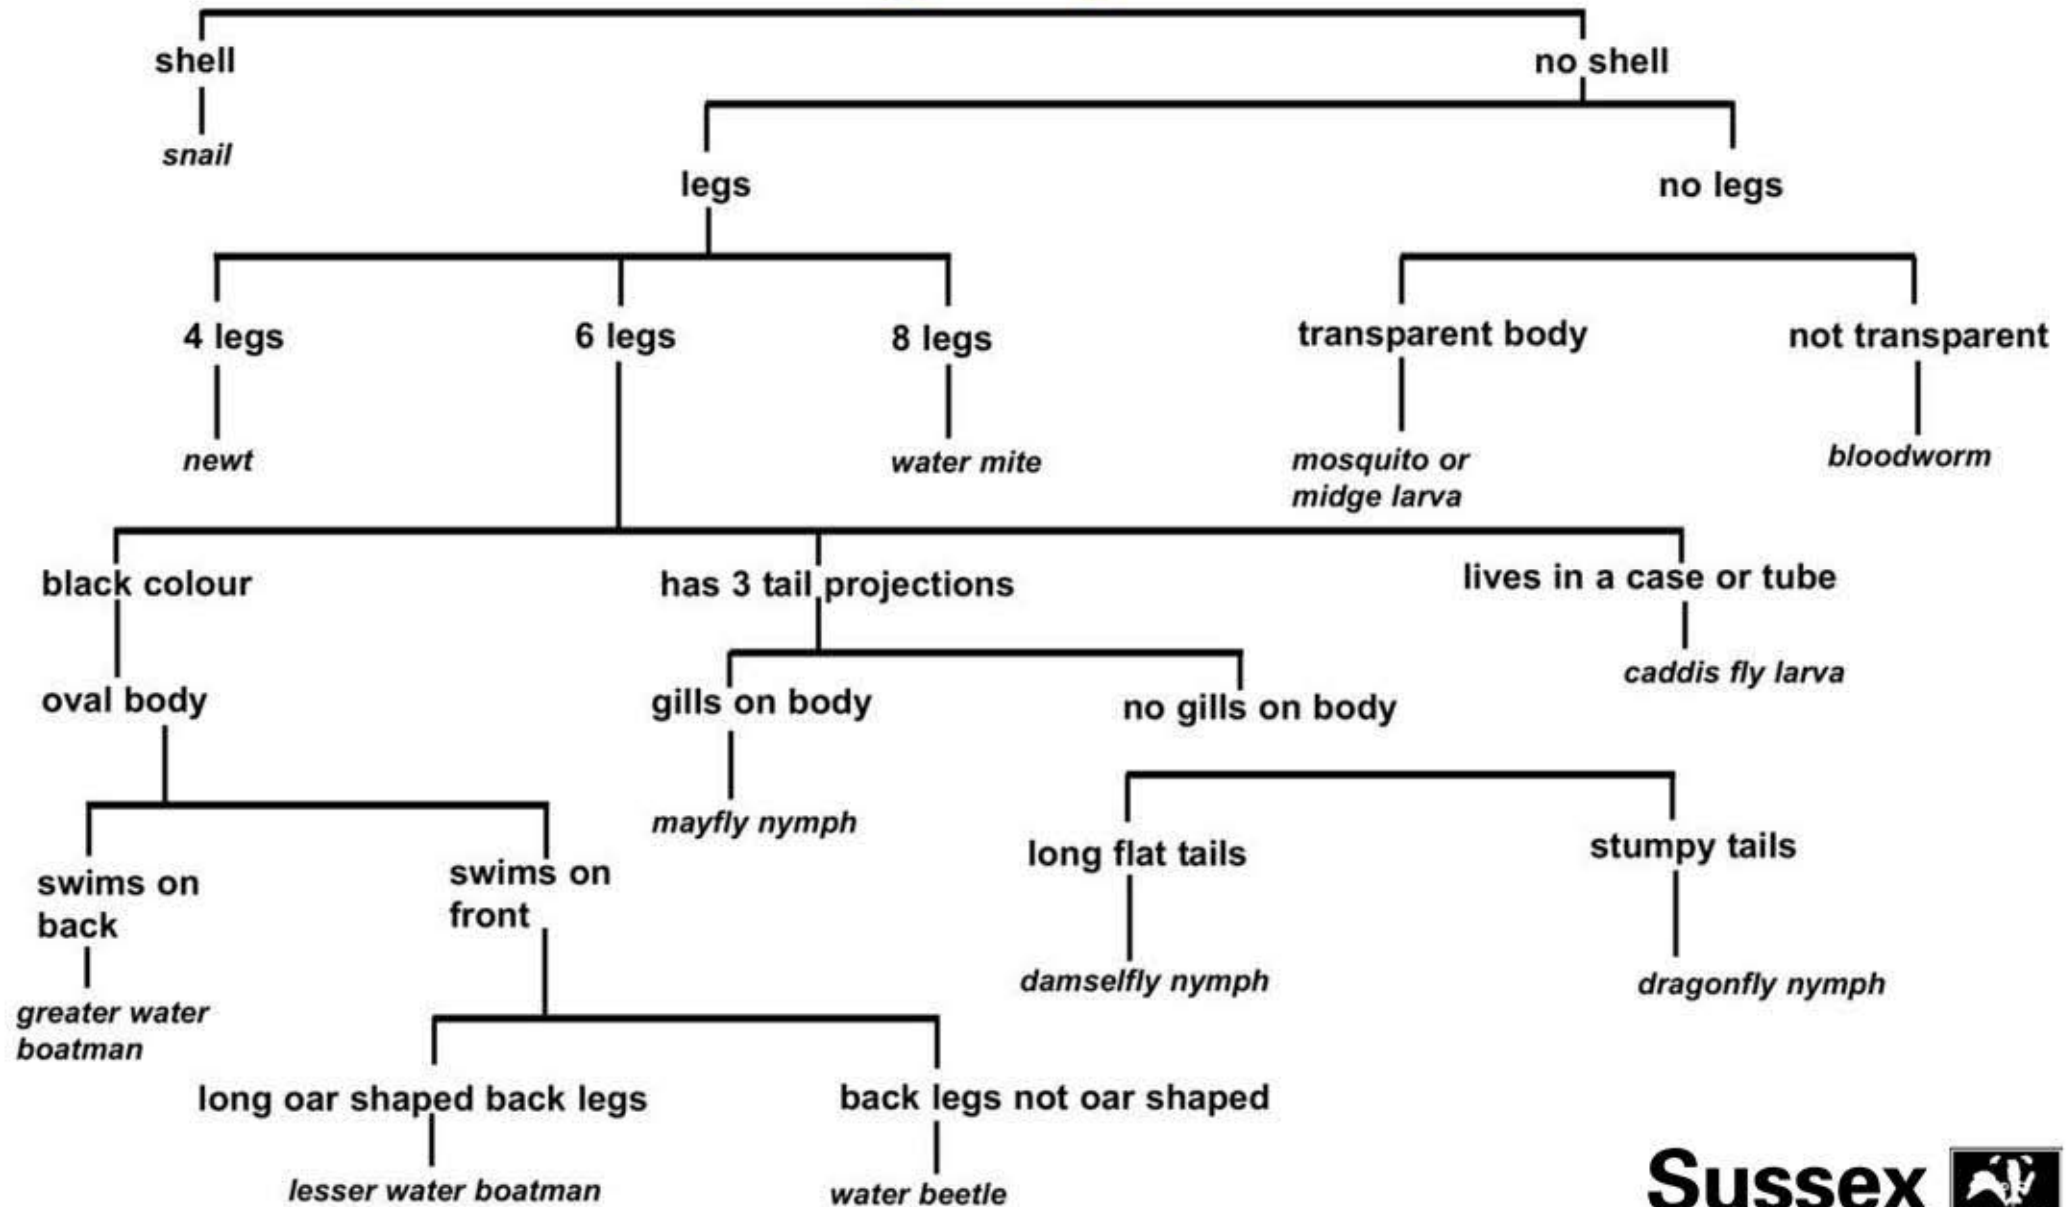 shell
no shell
snail
legs
no legs
4 legs
6 legs
8 legs
transparent body
not transparent
newt
water mite
mosquito or
midge larva
bloodworm
black colour
has 3 tail projections
lives in a case or tube
caddis fly larva
oval body
gills on body
no gills on body
mayfly nymph
long flat tails
stumpy tails
swims on
back
swims on
front
damselfly nymph
dragonfly nymph
greater water
boatman
long oar shaped back legs
back legs not oar shaped
lesser water boatman
water beetle
Sussex